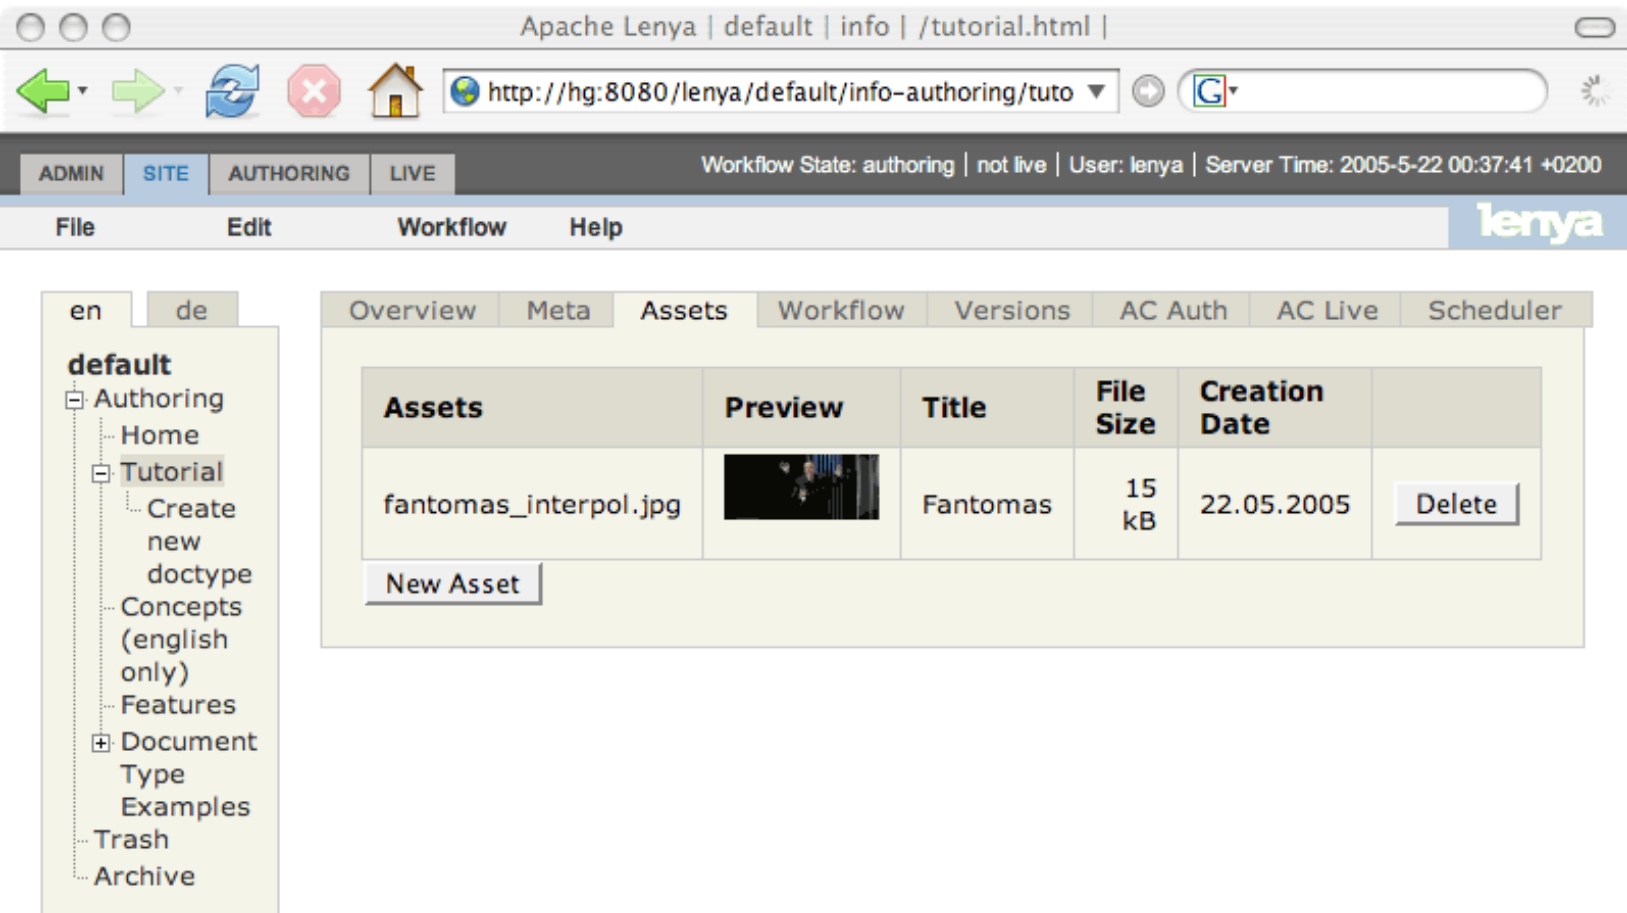 Apache Lenya | default | info | /tutorial.html |
http://hg:8080/lenya/default/info-authoring/tuto
G
ADMIN SITE AUTHORING LIVE
Workflow State: authoring | not live | User: lenya | Server Time: 2005-5-22 00:37:41 +0200
File Edit Workflow Help
lenya
en de
Overview Meta Assets Workflow Versions AC Auth AC Live Scheduler
default
Authoring
Home
Tutorial
Create
new
doctype
Concepts
(english
only)
Features
Document
Type
Examples
Trash
Archive
Assets Preview Title File Size Creation Date
fantomas_interpol.jpg Fantomas 15 kB 22.05.2005 Delete
New Asset